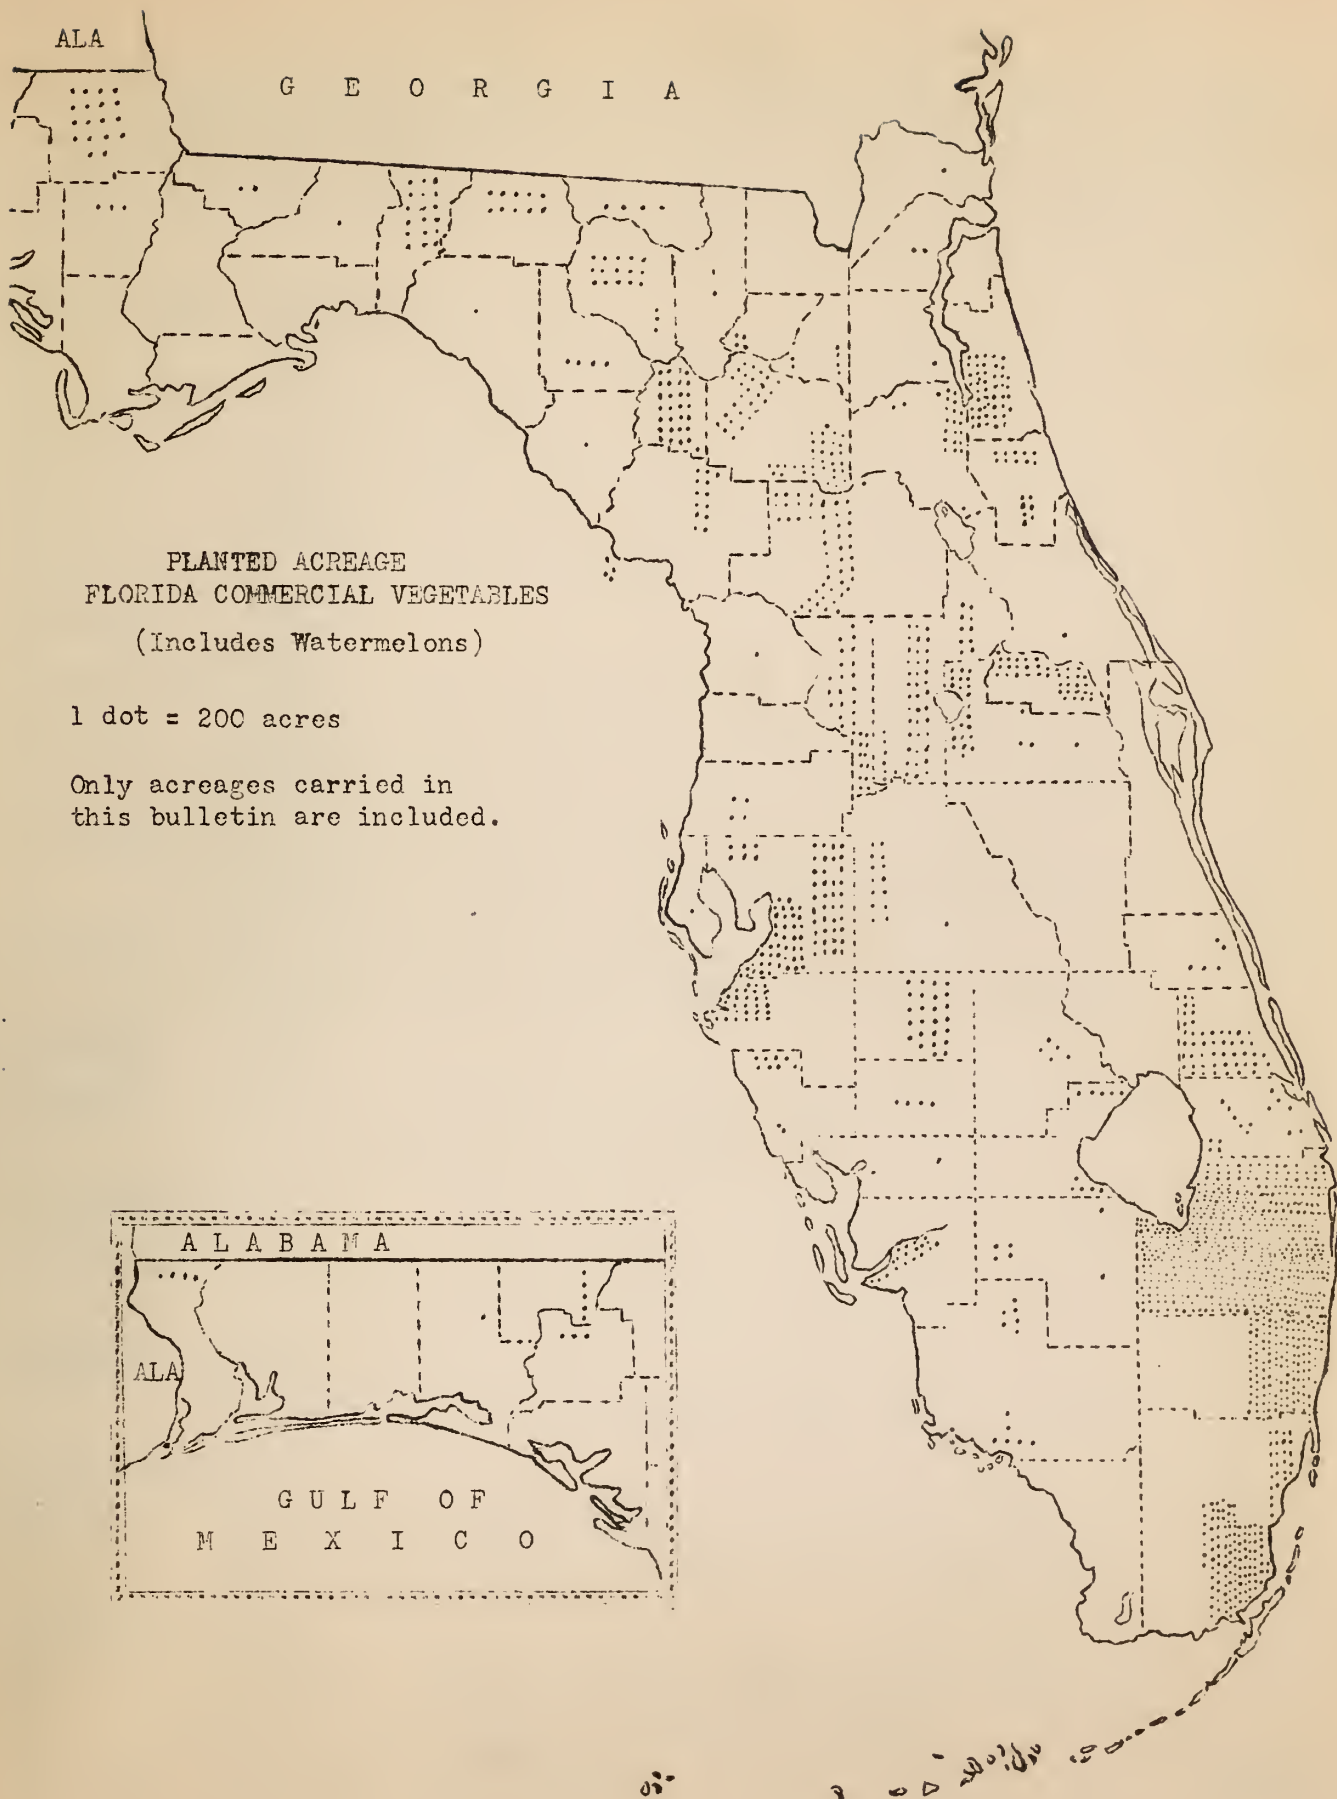 ALA
G E O R G I A
PLANTED ACREAGE
FLORIDA COMMERCIAL VEGETABLES
(Includes Watermelons)
1 dot = 200 acres
Only acreages carried in
this bulletin are included.
A L A B A M A
ALA
G U L F O F
M E X I C O